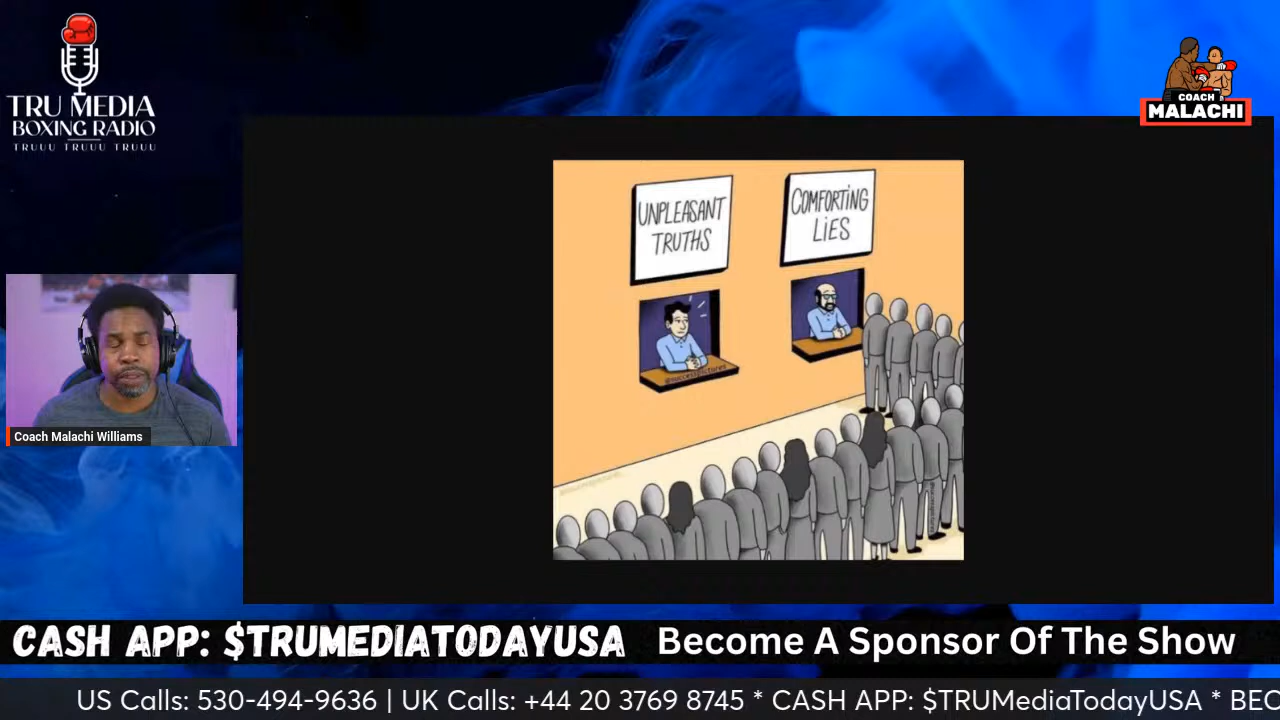 TRU MEDIA
BOXING RADIO
TRUUU TRUUU TRUUU
COACH
MALACHI
UNPLEASANT
TRUTHS
COMFORTING
LIES
@successpictures
Coach Malachi Williams
CASH APP: $TRUMEDIATODAYUSA Become A Sponsor Of The Show
US Calls: 530-494-9636 | UK Calls: +44 20 3769 8745 * CASH APP: $TRUMediaTodayUSA * BEC